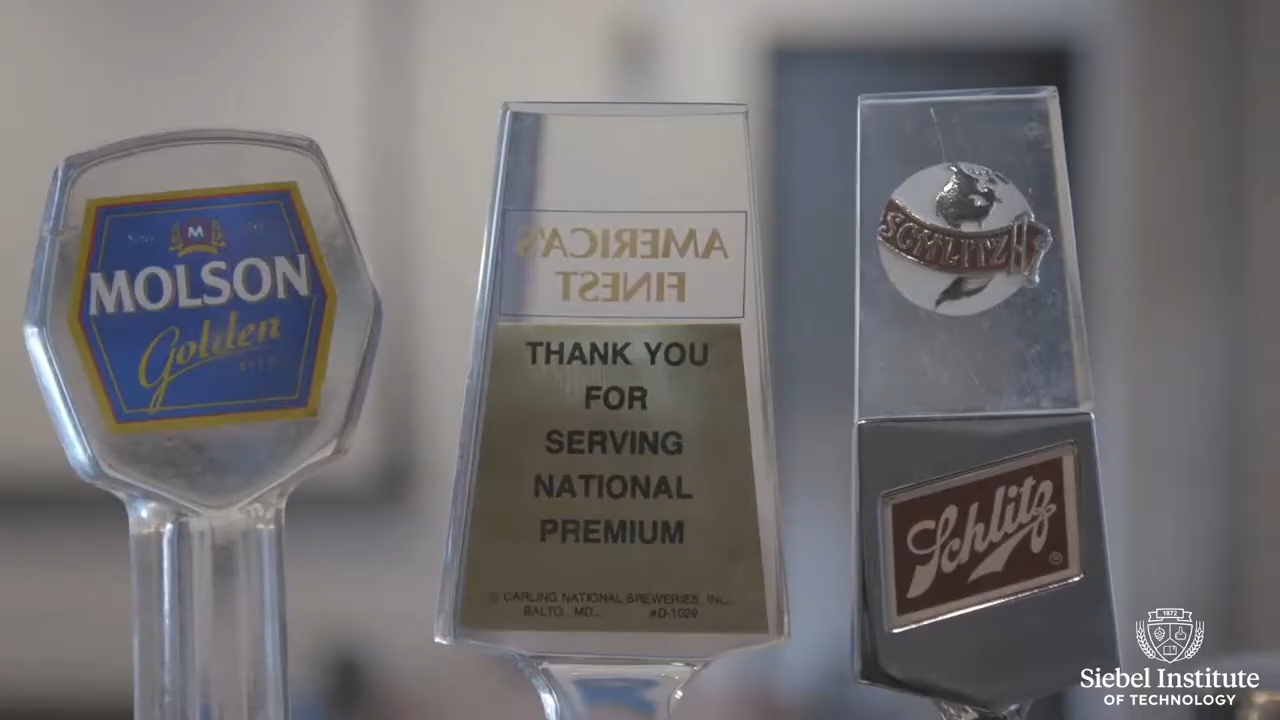 M
MOLSON
Golden
AMERICA'S
FINEST
THANK YOU
FOR
SERVING
NATIONAL
PREMIUM
© CARLING NATIONAL BREWERIES, INC.
BALTO., MD. #D-1029
SCHLITZ
Schlitz®
1872
Siebel Institute
OF TECHNOLOGY